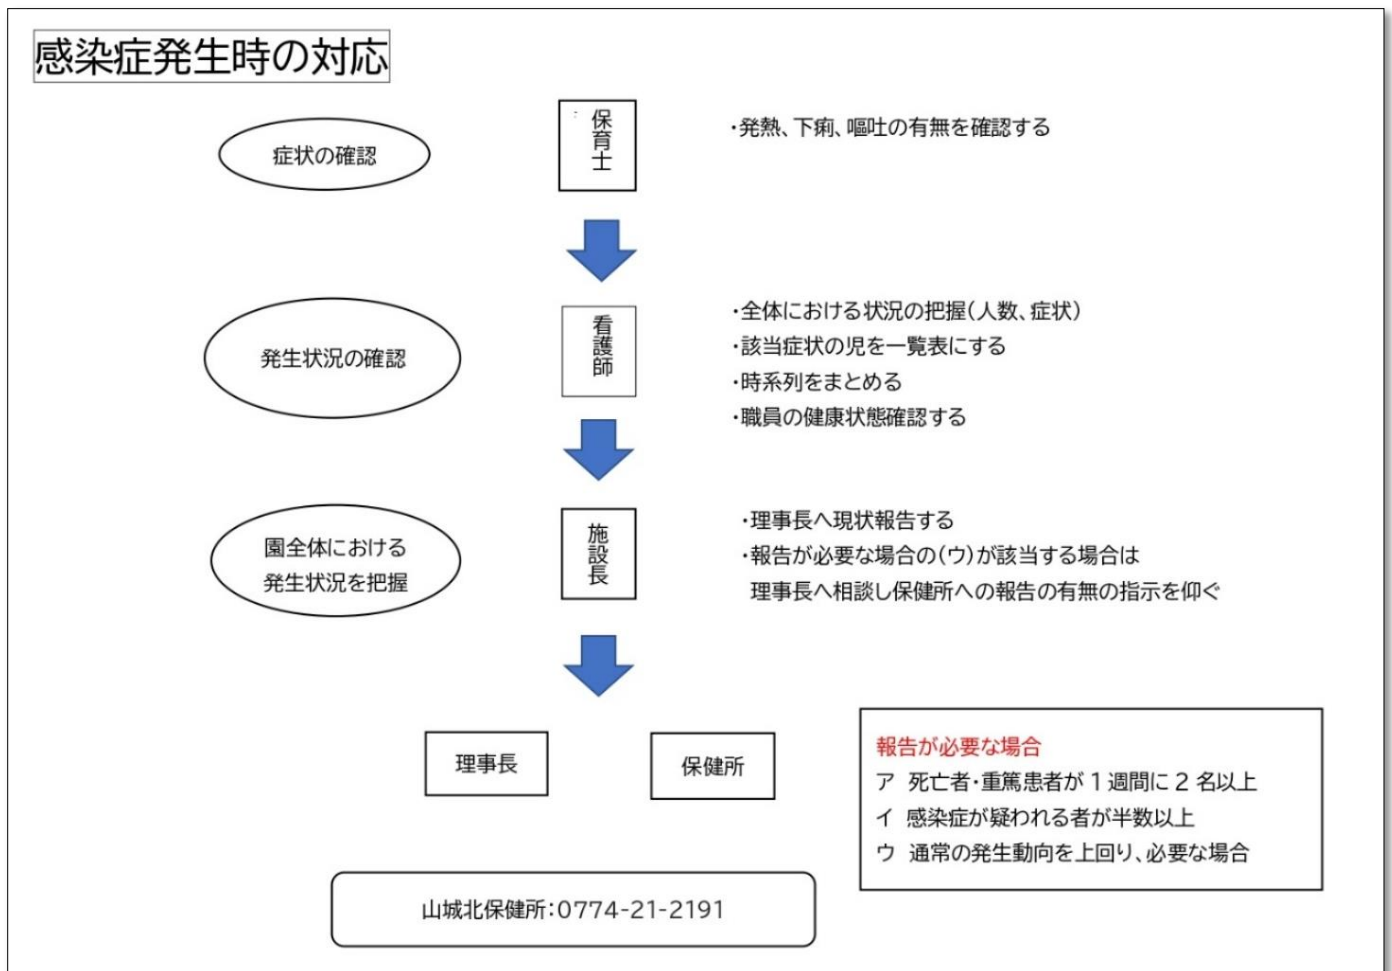 感染症発生時の対応
症状の確認
保育士
・発熱、下痢、嘔吐の有無を確認する
発生状況の確認
看護師
・全体における状況の把握(人数、症状)
・該当症状の児を一覧表にする
・時系列をまとめる
・職員の健康状態確認する
園全体における
発生状況を把握
施設長
・理事長へ現状報告する
・報告が必要な場合の(ウ)が該当する場合は
理事長へ相談し保健所への報告の有無の指示を仰ぐ
理事長
保健所
報告が必要な場合
ア 死亡者・重篤患者が1週間に2名以上
イ 感染症が疑われる者が半数以上
ウ 通常の発生動向を上回り、必要な場合
山城北保健所:0774-21-2191